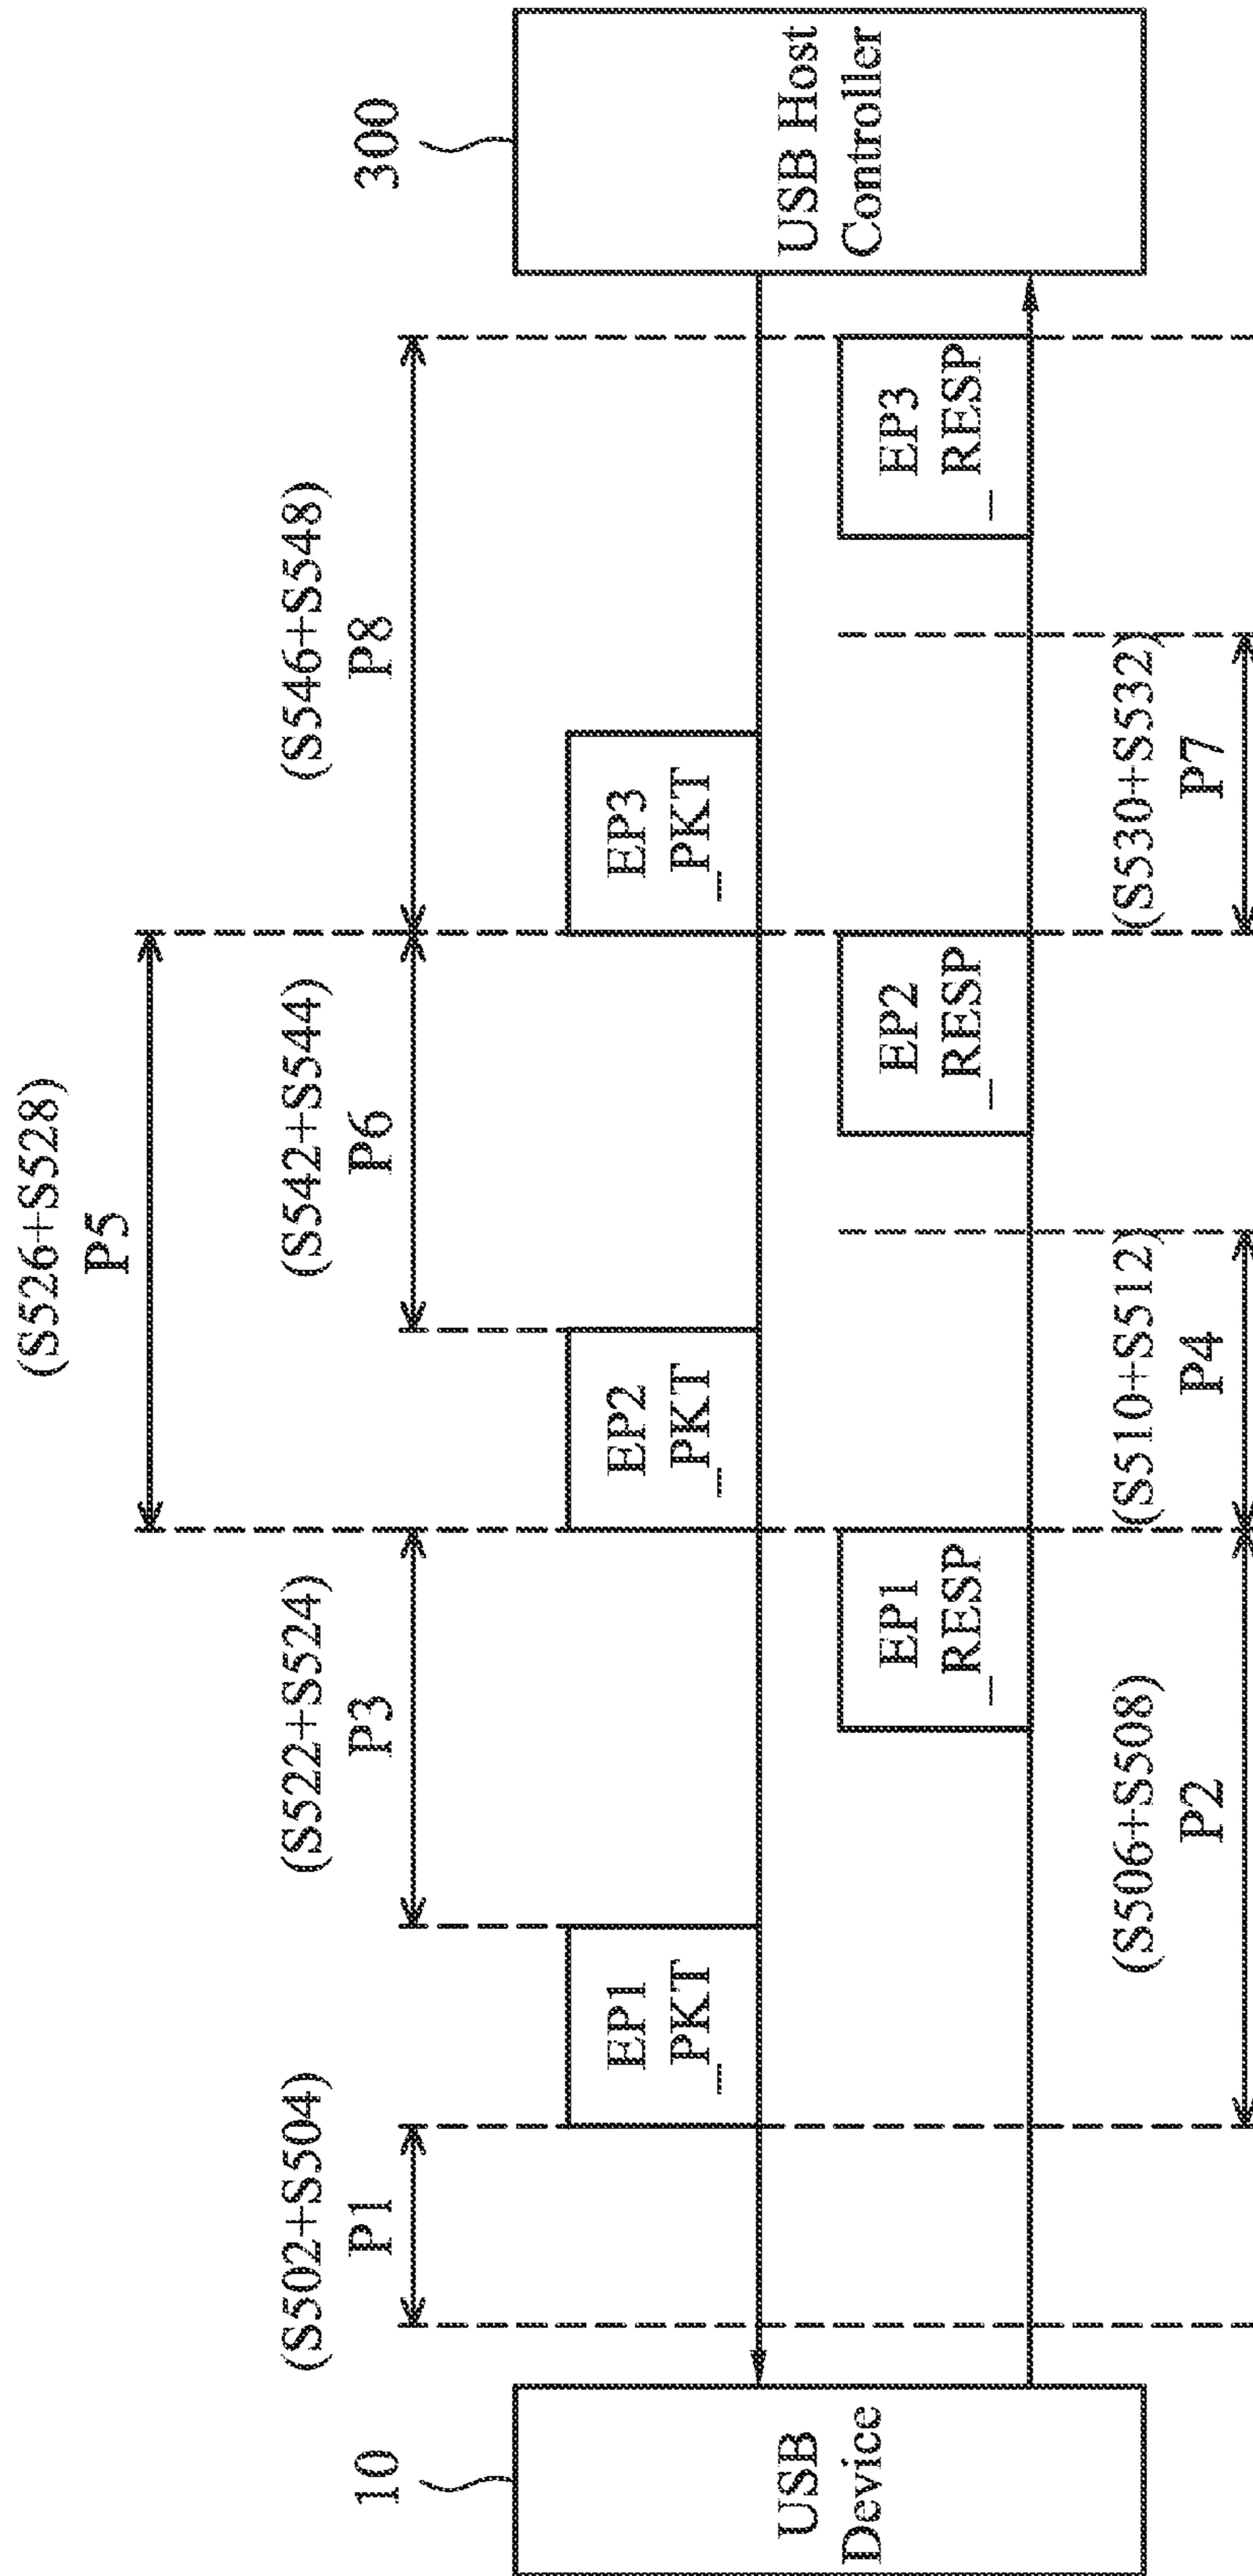 (S526+S528)
P5
(S502+S504)
P1
(S522+S524)
P3
(S542+S544)
P6
(S546+S548)
P8
10
300
EP1
_PKT
EP2
_PKT
EP3
_PKT
USB
Device
USB Host
Controller
EP1
_RESP
EP2
_RESP
EP3
_RESP
(S506+S508)
P2
(S510+S512)
P4
(S530+S532)
P7